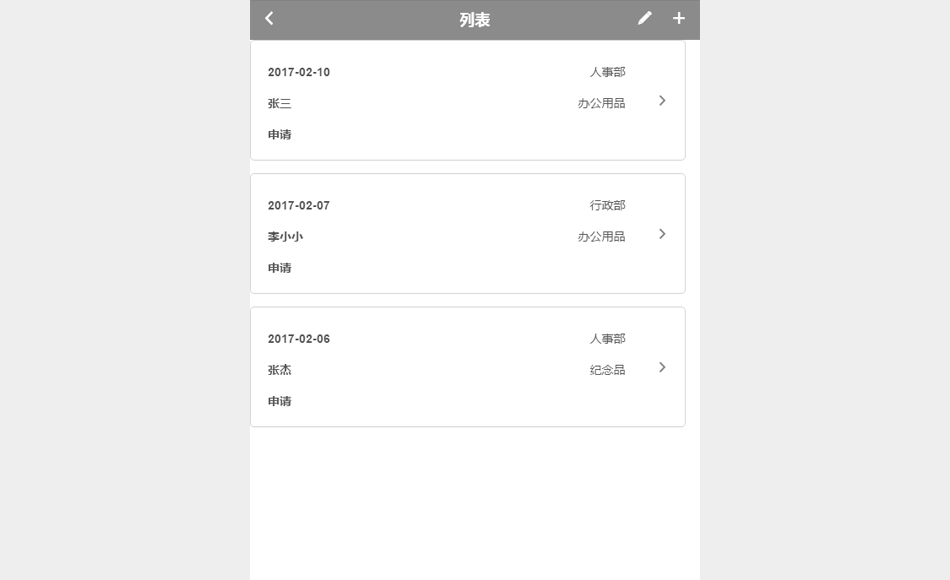 列表
2017-02-10 人事部
张三 办公用品
申请
2017-02-07 行政部
李小小 办公用品
申请
2017-02-06 人事部
张杰 纪念品
申请